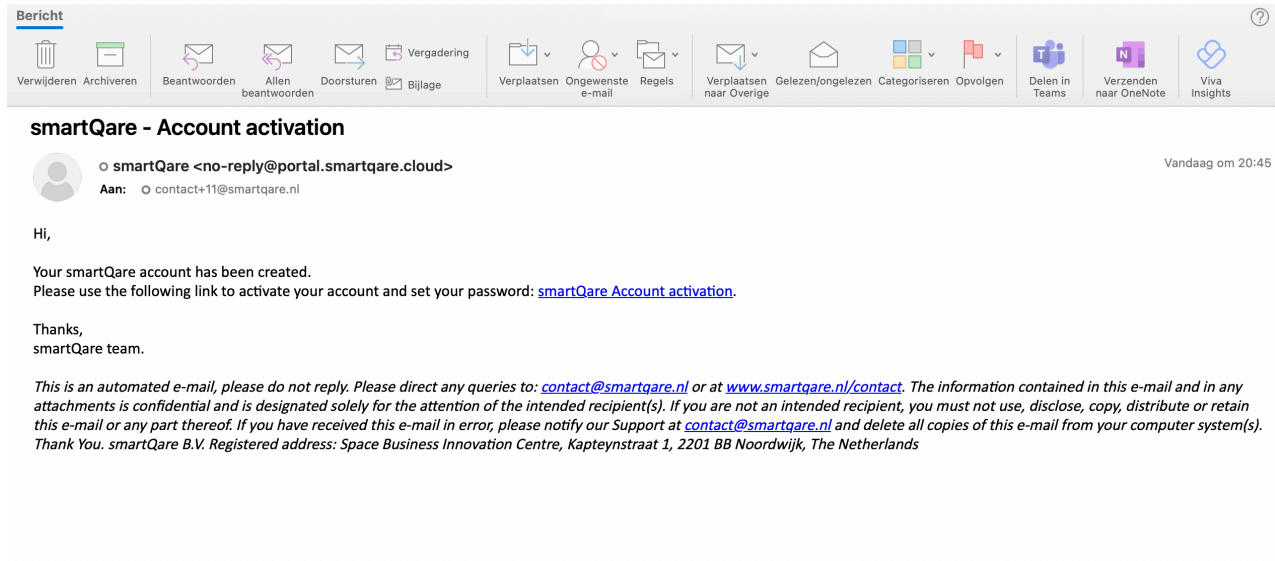 Bericht
Verwijderen
Archiveren
Beantwoorden
Allen
beantwoorden
Doorsturen
Vergadering
Bijlage
Verplaatsen
Ongewenste
e-mail
Regels
Verplaatsen
naar Overige
Gelezen/ongelezen
Categoriseren
Opvolgen
Delen in
Teams
Verzenden
naar OneNote
Viva
Insights
smartQare - Account activation
smartQare <no-reply@portal.smartqare.cloud>
Vandaag om 20:45
Aan: contact+11@smartqare.nl
Hi,
Your smartQare account has been created.
Please use the following link to activate your account and set your password: smartQare Account activation.
Thanks,
smartQare team.
This is an automated e-mail, please do not reply. Please direct any queries to: contact@smartqare.nl or at www.smartqare.nl/contact. The information contained in this e-mail and in any
attachments is confidential and is designated solely for the attention of the intended recipient(s). If you are not an intended recipient, you must not use, disclose, copy, distribute or retain
this e-mail or any part thereof. If you have received this e-mail in error, please notify our Support at contact@smartqare.nl and delete all copies of this e-mail from your computer system(s).
Thank You. smartQare B.V. Registered address: Space Business Innovation Centre, Kapteynstraat 1, 2201 BB Noordwijk, The Netherlands